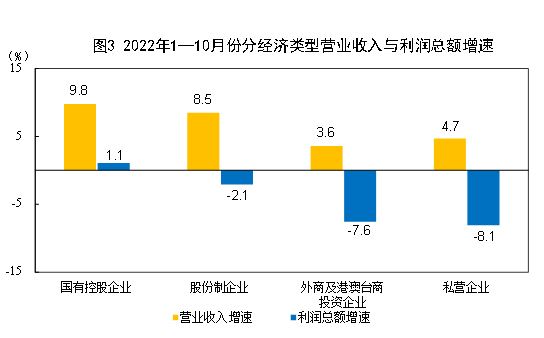 图3 2022年1—10月份分经济类型营业收入与利润总额增速
(%)
15
5
-5
-15
9.8
1.1
8.5
-2.1
3.6
-7.6
4.7
-8.1
国有控股企业
股份制企业
外商及港澳台商
投资企业
私营企业
营业收入增速 利润总额增速